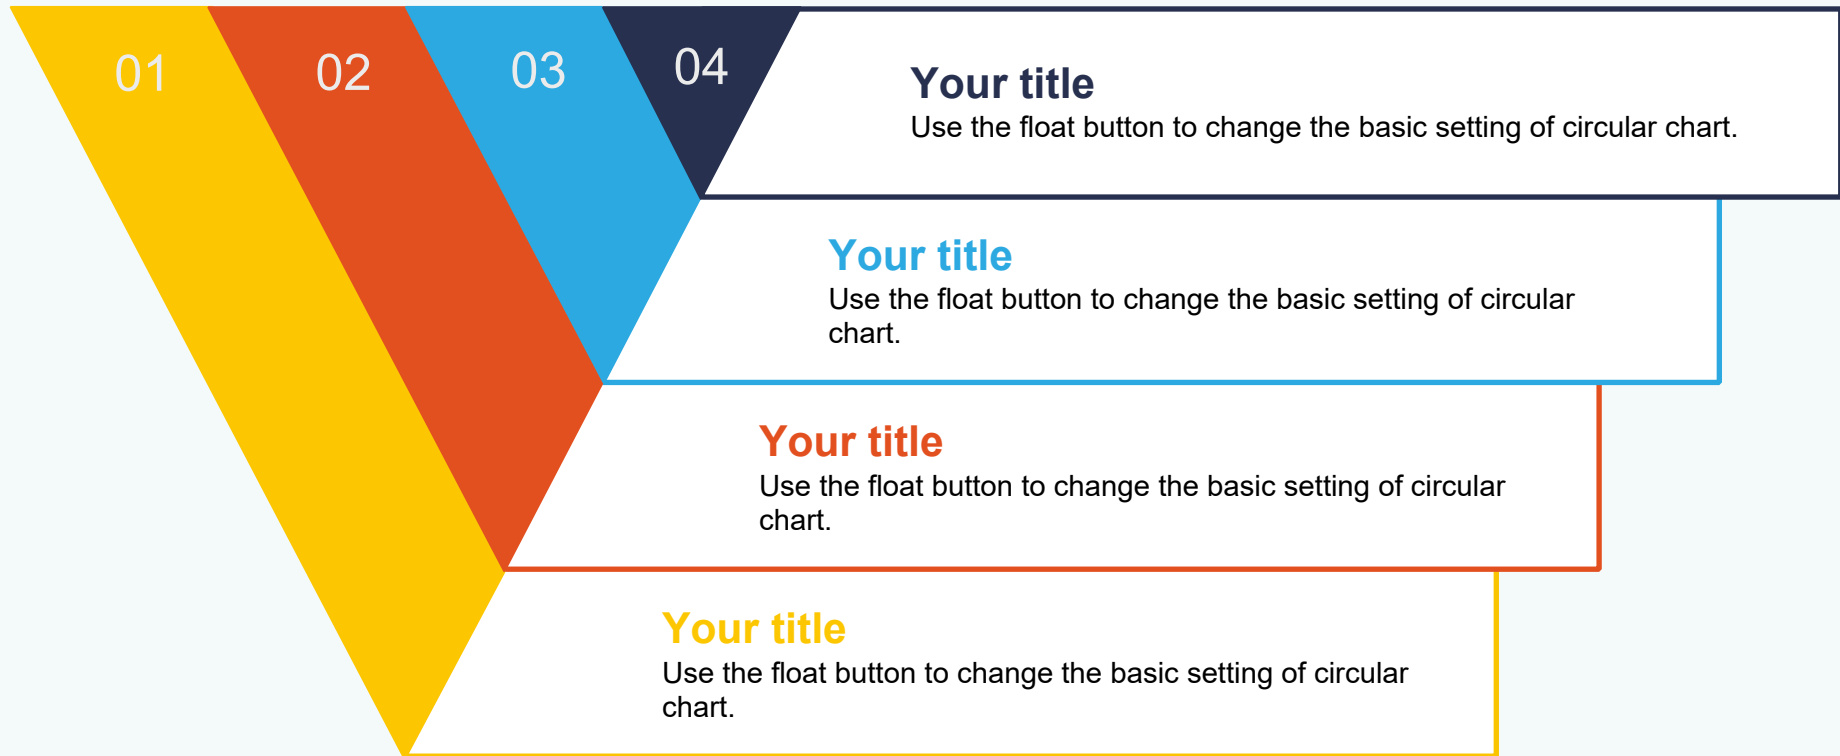 01
02
03
04
Your title
Use the float button to change the basic setting of circular chart.
Your title
Use the float button to change the basic setting of circular
chart.
Your title
Use the float button to change the basic setting of circular
chart.
Your title
Use the float button to change the basic setting of circular
chart.